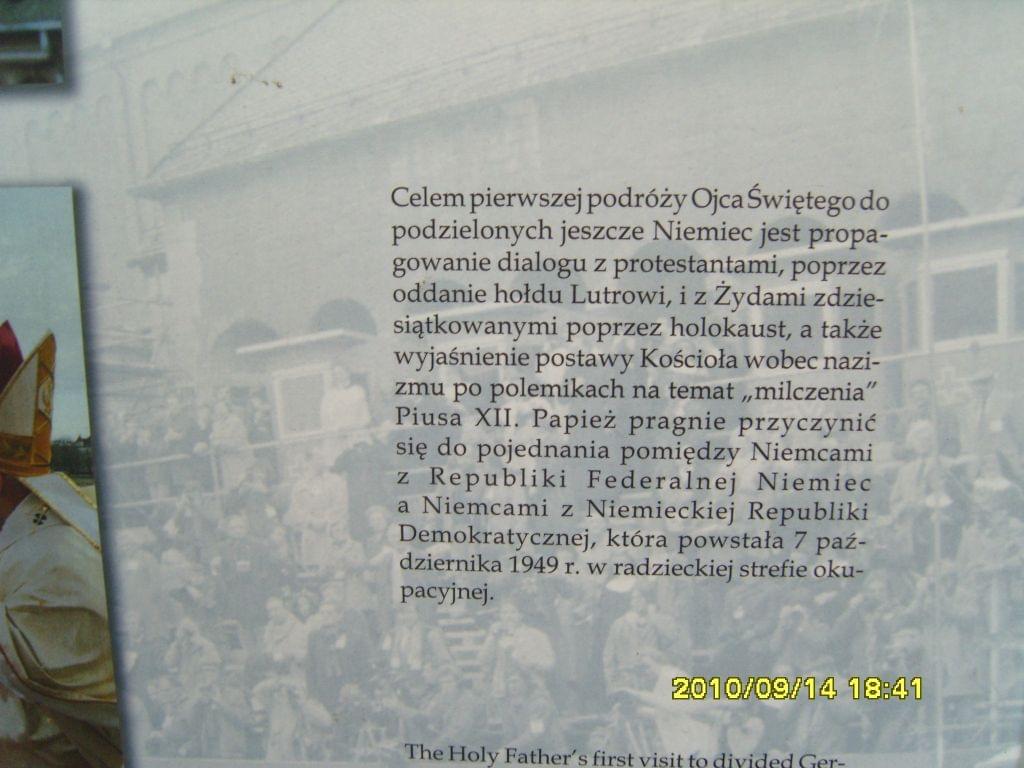 Celem pierwszej podróży Ojca Świętego do
podzielonych jeszcze Niemiec jest propa-
gowanie dialogu z protestantami, poprzez
oddanie hołdu Lutrowi, i z Żydami zdzie-
siątkowanymi poprzez holokaust, a także
wyjaśnienie postawy Kościoła wobec nazi-
zmu po polemikach na temat „milczenia”
Piusa XII. Papież pragnie przyczynić
się do pojednania pomiędzy Niemcami
z Republiki Federalnej Niemiec
a Niemcami z Niemieckiej Republiki
Demokratycznej, która powstała 7 paź-
dziernika 1949 r. w radzieckiej strefie oku-
pacyjnej.
2010/09/14 18:41
The Holy Father's first visit to divided Ger-